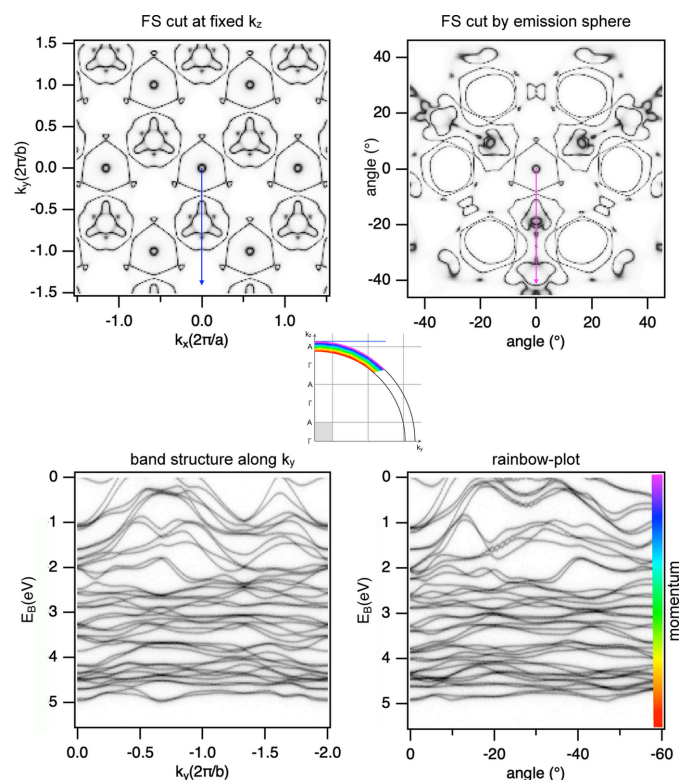 FS cut at fixed kz
FS cut by emission sphere
1.5
1.0
0.5
0.0
-0.5
-1.0
-1.5
ky(2π/b)
-1.0
0.0
1.0
kx(2π/a)
40
20
0
-20
-40
angle (°)
-40
-20
0
20
40
angle (°)
kz
A
Γ
A
Γ
A
Γ
ky
band structure along ky
rainbow-plot
0
1
2
3
4
5
EB(eV)
0.0
-0.5
-1.0
-1.5
-2.0
ky(2π/b)
0
1
2
3
4
5
EB(eV)
0
-20
-40
-60
angle (°)
momentum